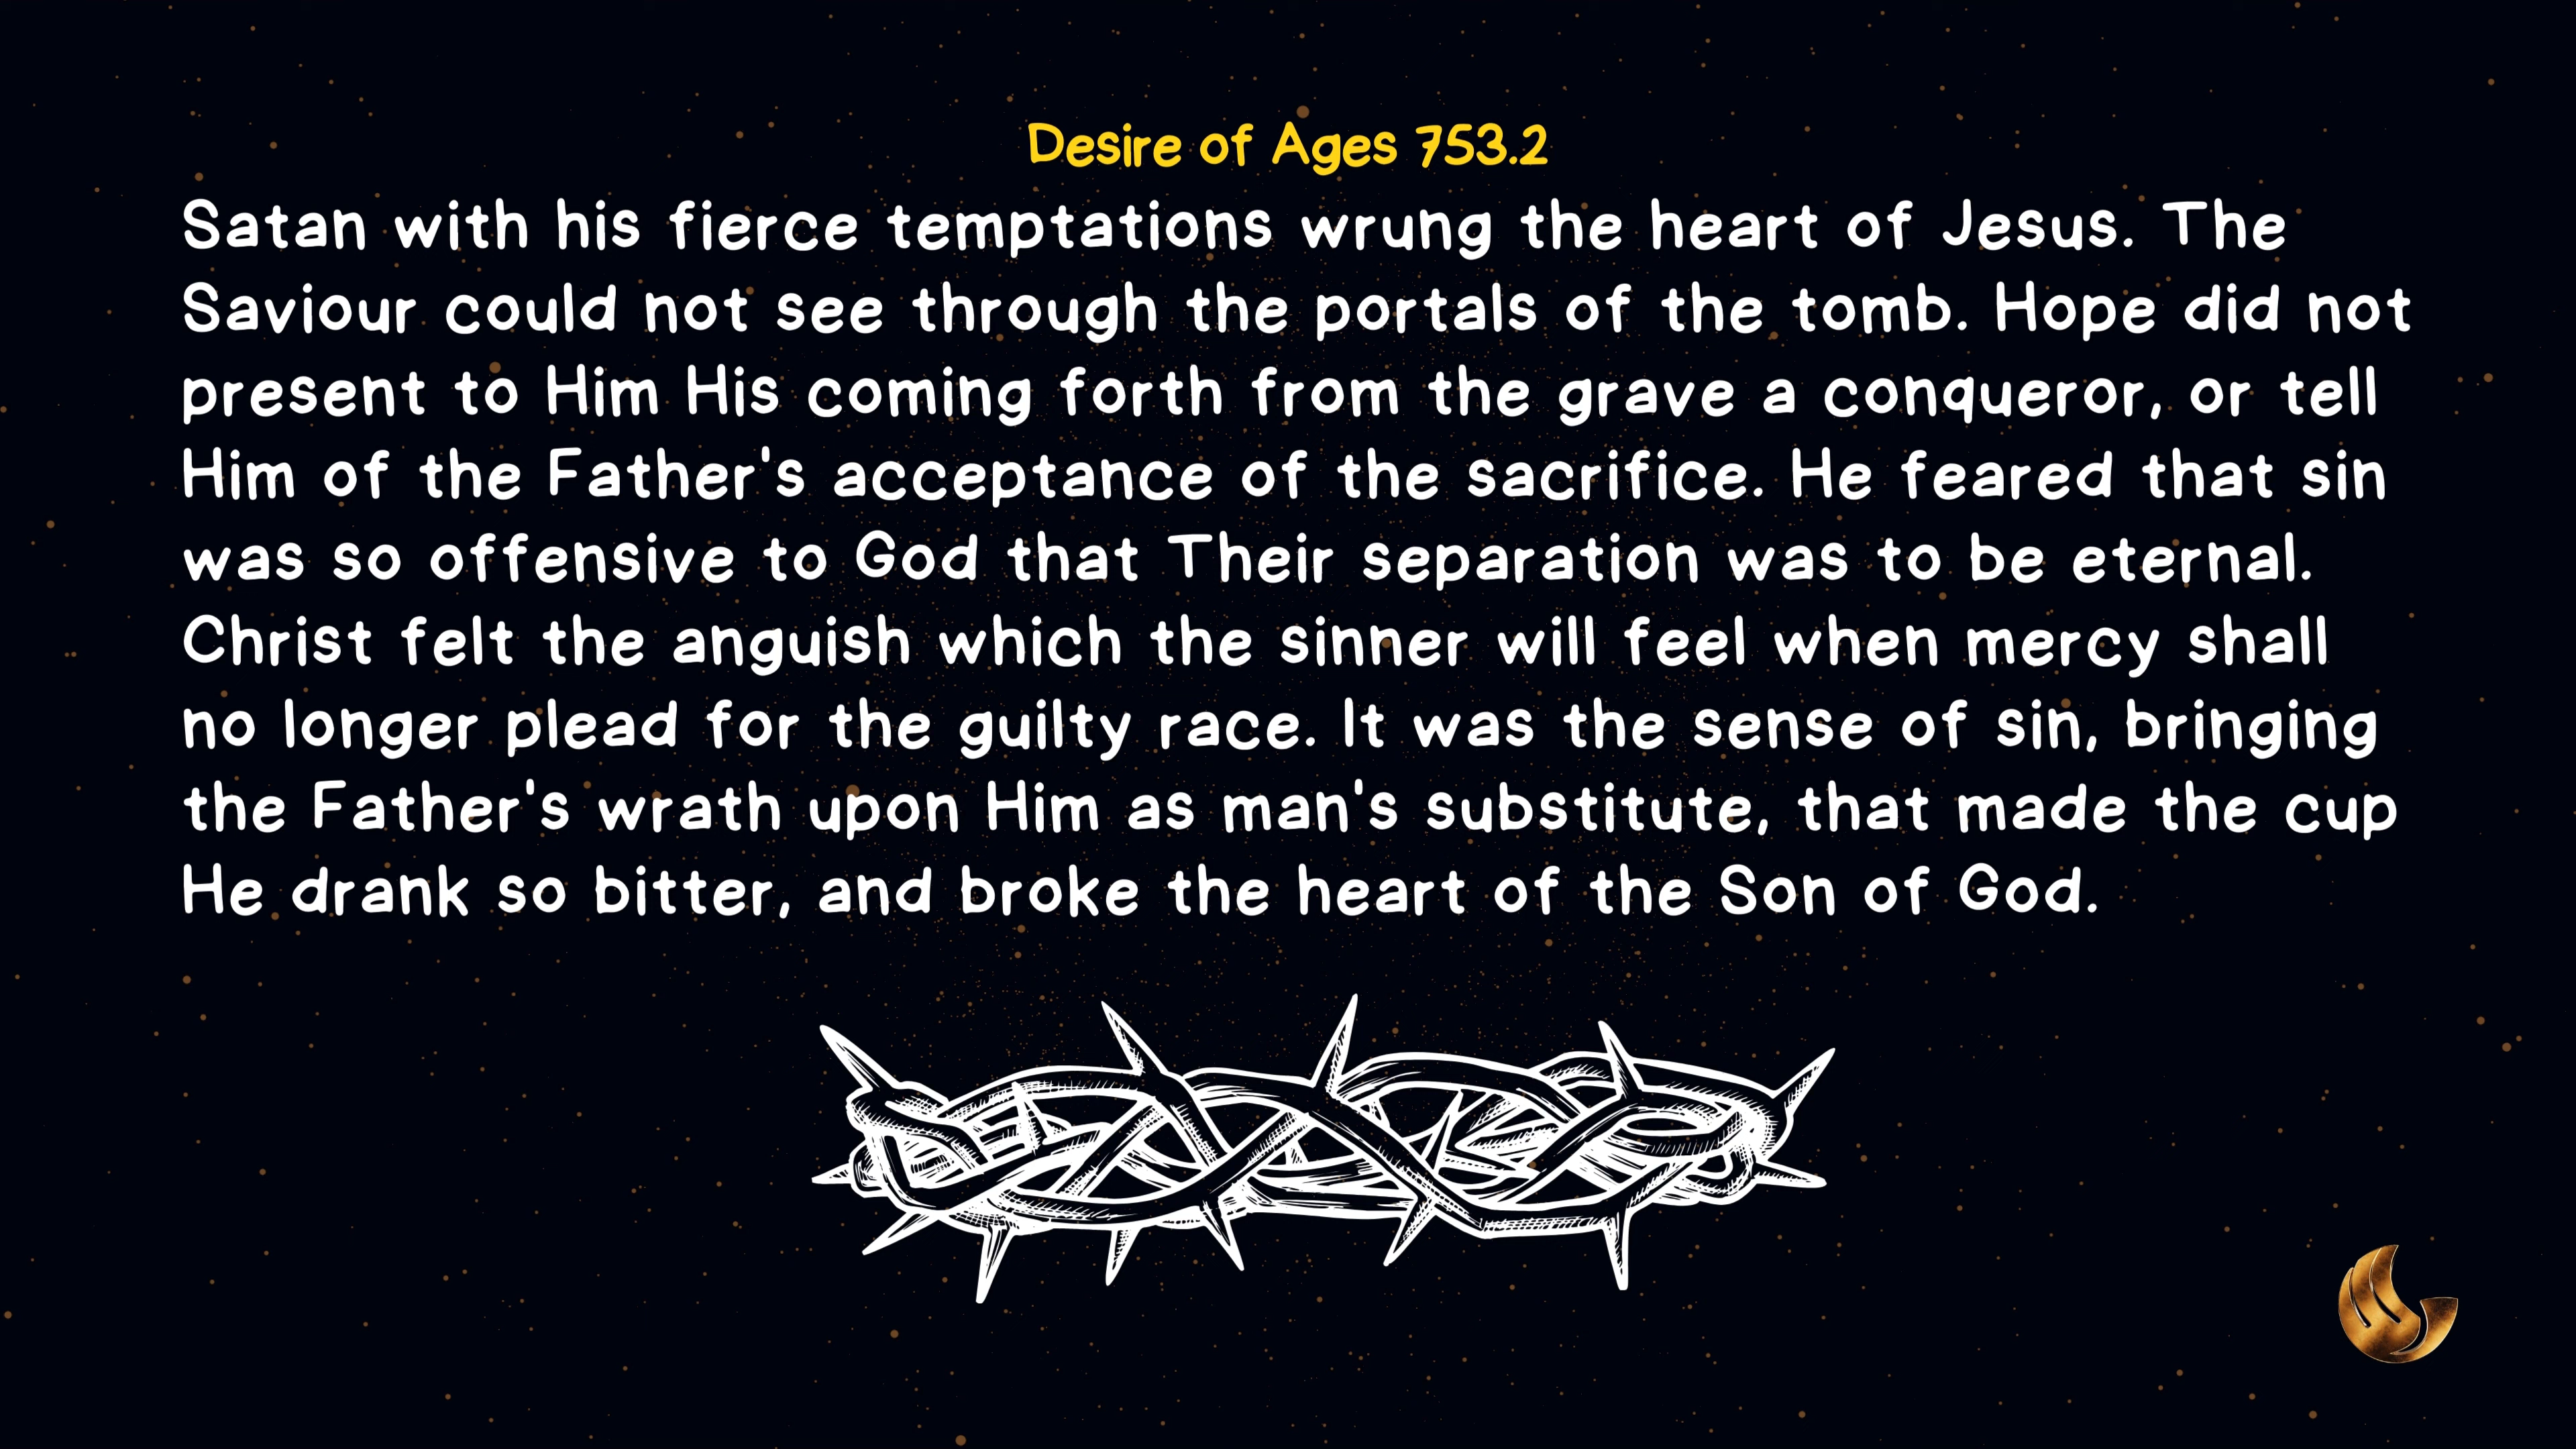 Desire of Ages 753.2
Satan with his fierce temptations wrung the heart of Jesus. The
Saviour could not see through the portals of the tomb. Hope did not
present to Him His coming forth from the grave a conqueror, or tell
Him of the Father's acceptance of the sacrifice. He feared that sin
was so offensive to God that Their separation was to be eternal.
Christ felt the anguish which the sinner will feel when mercy shall
no longer plead for the guilty race. It was the sense of sin, bringing
the Father's wrath upon Him as man's substitute, that made the cup
He drank so bitter, and broke the heart of the Son of God.